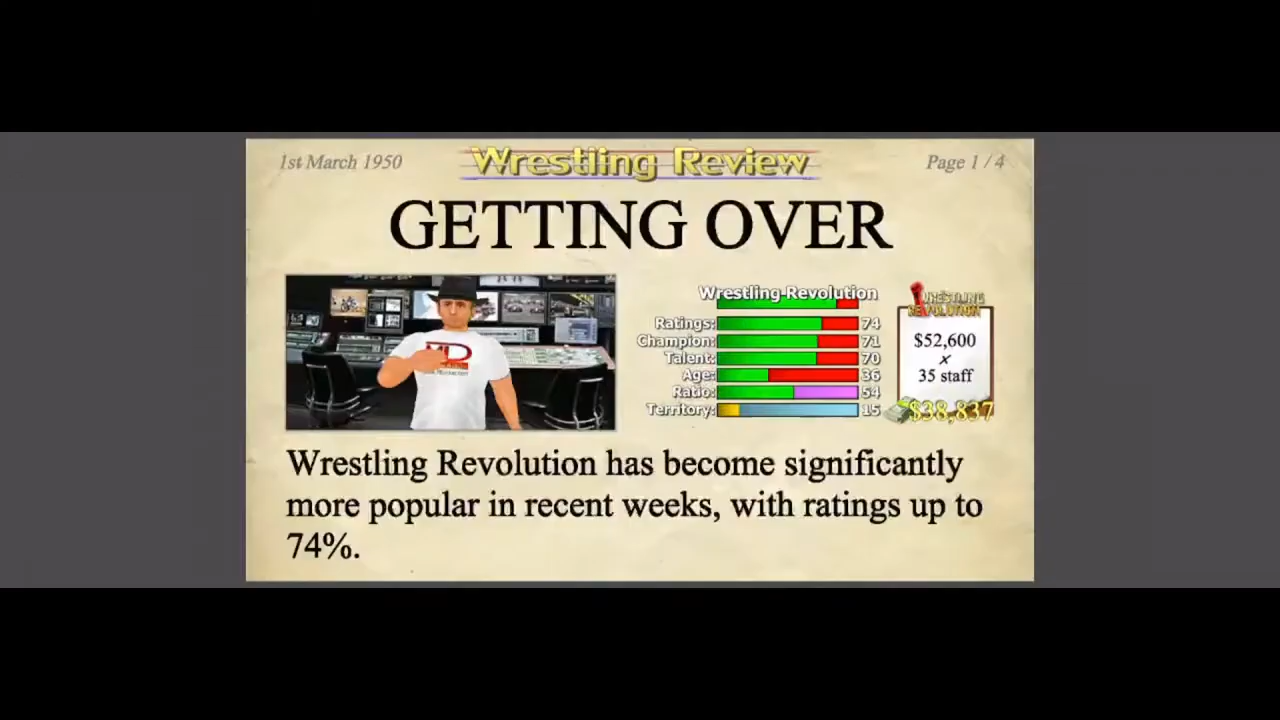 1st March 1950
Wrestling Review
Page 1 / 4
GETTING OVER
Wrestling Revolution
Ratings: 74
Champion: 71
Talent: 70
Age: 36
Ratio: 54
Territory: 15
WRESTLING
REVOLUTION
$52,600
x
35 staff
$38,837
Wrestling Revolution has become significantly
more popular in recent weeks, with ratings up to
74%.